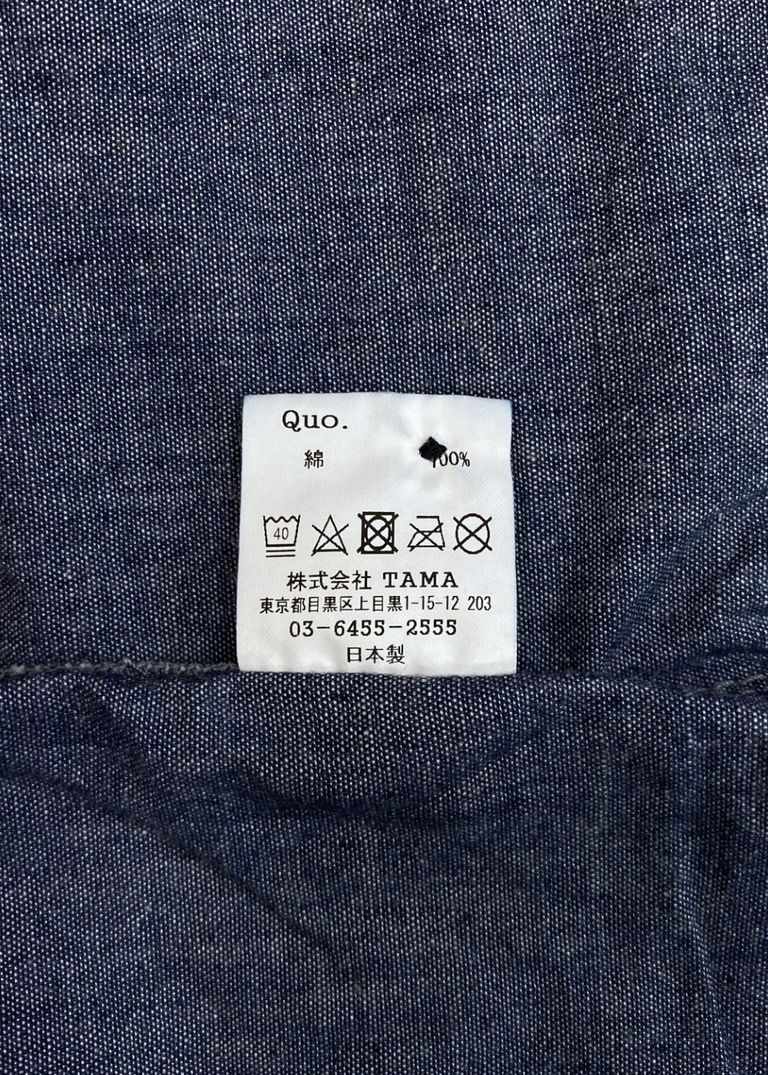 Quo.
綿 100%
40
株式会社 TAMA
東京都目黒区上目黒1-15-12 203
03-6455-2555
日本製